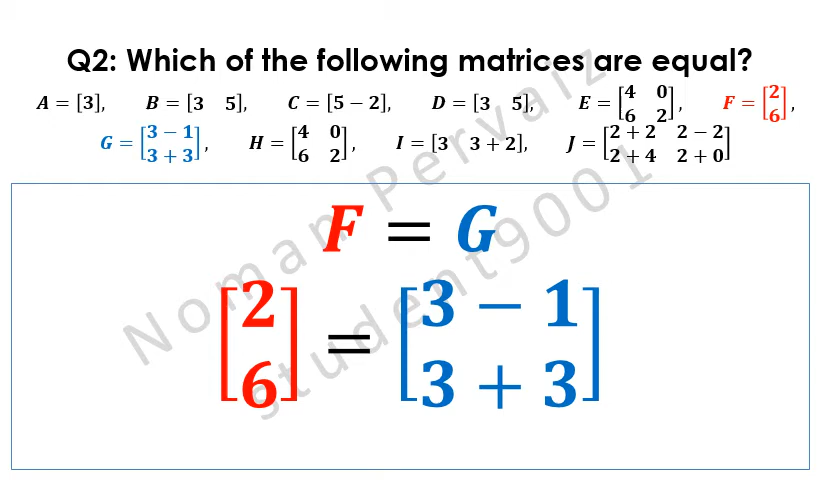 Q2: Which of the following matrices are equal?
A = [3], B = [3 5], C = [5 − 2], D = [3 5], E = [4 0; 6 2], F = [2; 6],
G = [3 − 1; 3 + 3], H = [4 0; 6 2], I = [3 3 + 2], J = [2 + 2 2 − 2; 2 + 4 2 + 0]
F = G
[2; 6] = [3 − 1; 3 + 3]
Noman Pervaiz
student9001